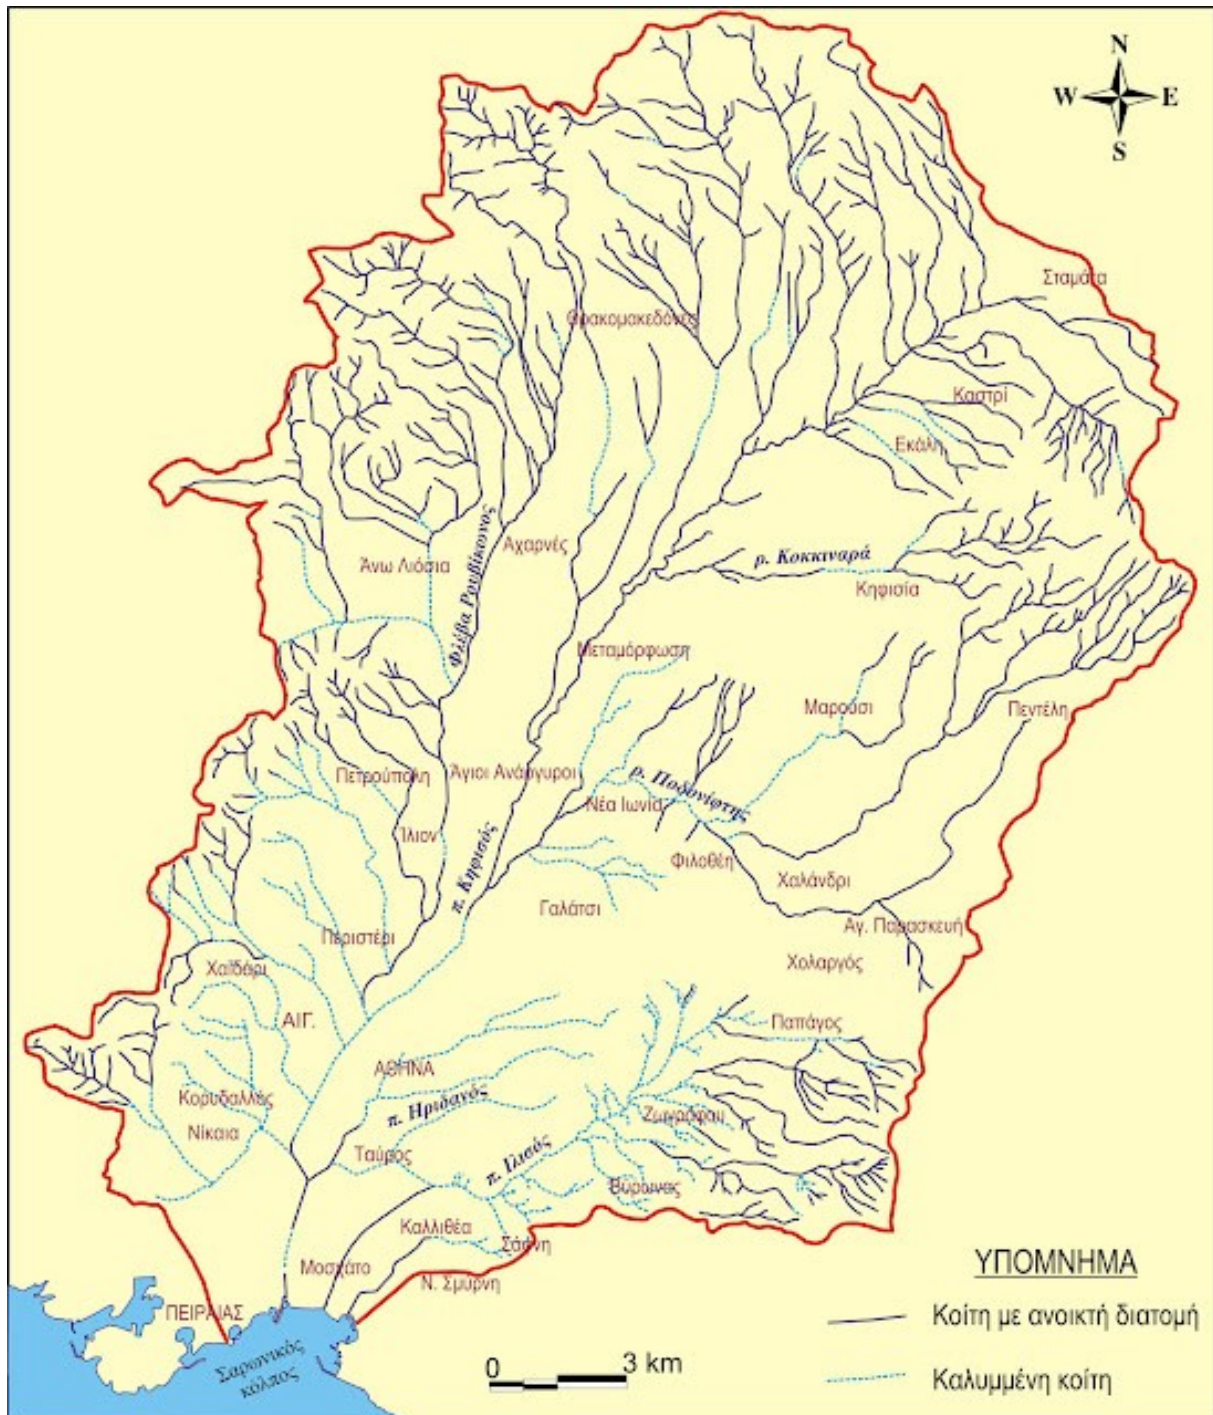 N
W E
S
Σταμάτα
Θρακομακεδόνες
Καστρί
Εκάλη
Φλέβα Ρουβίκωνος
Αχαρνές
ρ. Κοκκιναρά
Άνω Λιόσια
Κηφισία
Μεταμόρφωση
Μαρούσι
Πεντέλη
Πετρούπολη
Άγιοι Ανάργυροι
ρ. Ποδονίφτης
Νέα Ιωνία
Ίλιον
π. Κηφισός
Φιλοθέη
Χαλάνδρι
Γαλάτσι
Αγ. Παρασκευή
Περιστέρι
Χολαργός
Χαϊδάρι
ΑΙΓ.
Παπάγος
ΑΘΗΝΑ
Κορυδαλλός
π. Ηριδανός
Ζωγράφου
Νίκαια
Ταύρος
π. Ιλισός
Βύρωνας
Καλλιθέα
Δάφνη
Μοσχάτο
Ν. Σμύρνη
ΥΠΟΜΝΗΜΑ
ΠΕΙΡΑΙΑΣ
Κοίτη με ανοικτή διατομή
Σαρωνικός
κόλπος
0 3 km
Καλυμμένη κοίτη